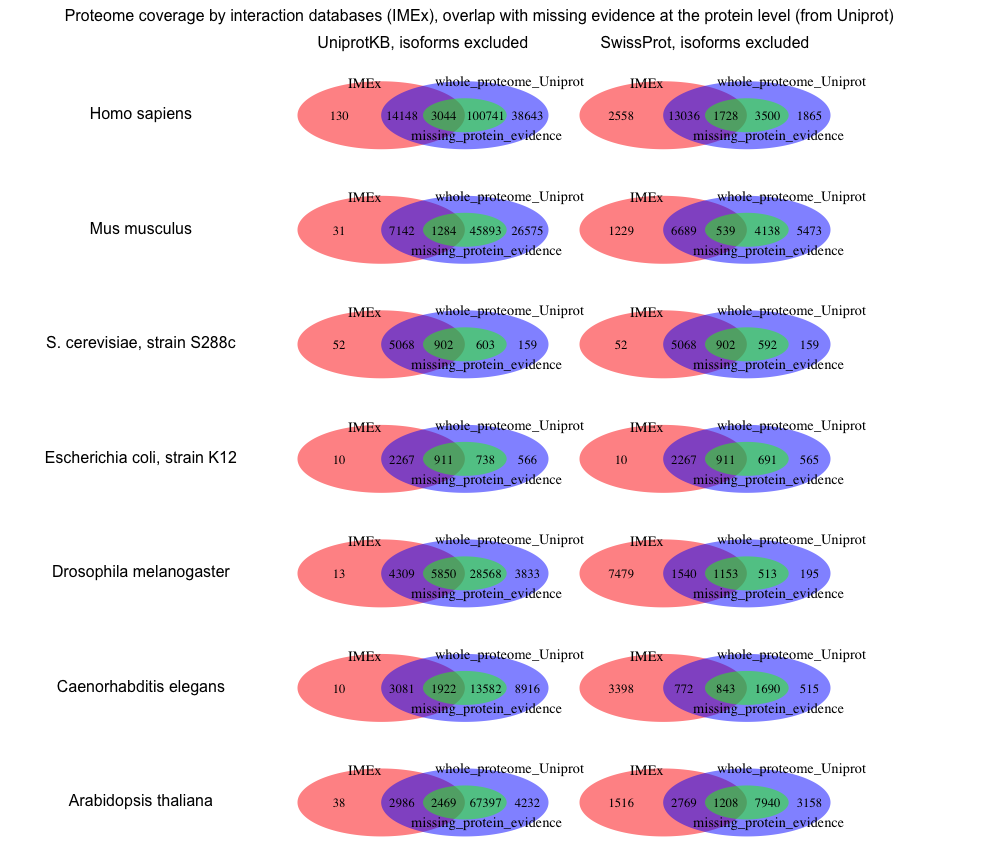 Proteome coverage by interaction databases (IMEx), overlap with missing evidence at the protein level (from Uniprot)
UniprotKB, isoforms excluded SwissProt, isoforms excluded
IMEx whole_proteome_Uniprot IMEx whole_proteome_Uniprot
Homo sapiens 130 14148 3044 100741 38643 2558 13036 1728 3500 1865
missing_protein_evidence missing_protein_evidence
IMEx whole_proteome_Uniprot IMEx whole_proteome_Uniprot
Mus musculus 31 7142 1284 45893 26575 1229 6689 539 4138 5473
missing_protein_evidence missing_protein_evidence
IMEx whole_proteome_Uniprot IMEx whole_proteome_Uniprot
S. cerevisiae, strain S288c 52 5068 902 603 159 52 5068 902 592 159
missing_protein_evidence missing_protein_evidence
IMEx whole_proteome_Uniprot IMEx whole_proteome_Uniprot
Escherichia coli, strain K12 10 2267 911 738 566 10 2267 911 691 565
missing_protein_evidence missing_protein_evidence
IMEx whole_proteome_Uniprot IMEx whole_proteome_Uniprot
Drosophila melanogaster 13 4309 5850 28568 3833 7479 1540 1153 513 195
missing_protein_evidence missing_protein_evidence
IMEx whole_proteome_Uniprot IMEx whole_proteome_Uniprot
Caenorhabditis elegans 10 3081 1922 13582 8916 3398 772 843 1690 515
missing_protein_evidence missing_protein_evidence
IMEx whole_proteome_Uniprot IMEx whole_proteome_Uniprot
Arabidopsis thaliana 38 2986 2469 67397 4232 1516 2769 1208 7940 3158
missing_protein_evidence missing_protein_evidence